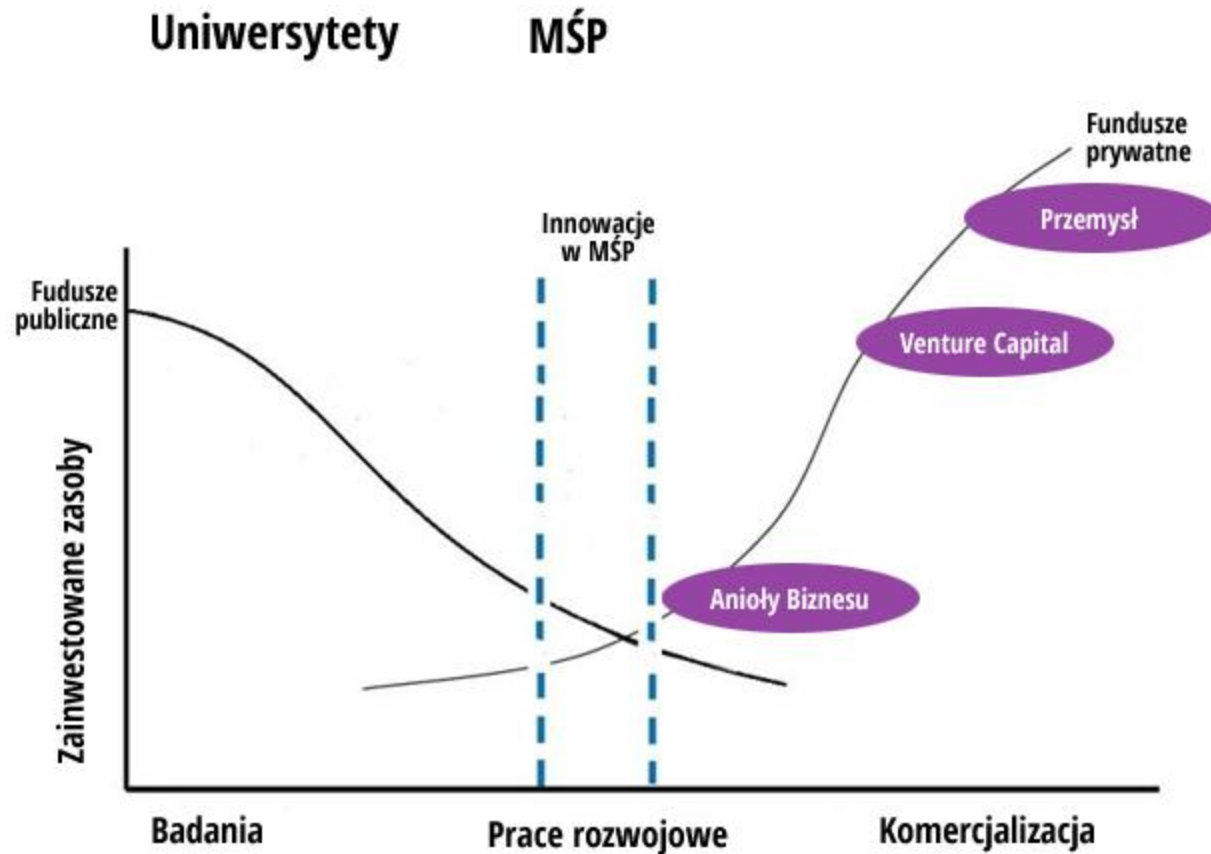 Uniwersytety
MŚP
Fundusze
prywatne
Przemysł
Innowacje
w MŚP
Fudusze
publiczne
Venture Capital
Zainwestowane zasoby
Anioły Biznesu
Badania
Prace rozwojowe
Komercjalizacja